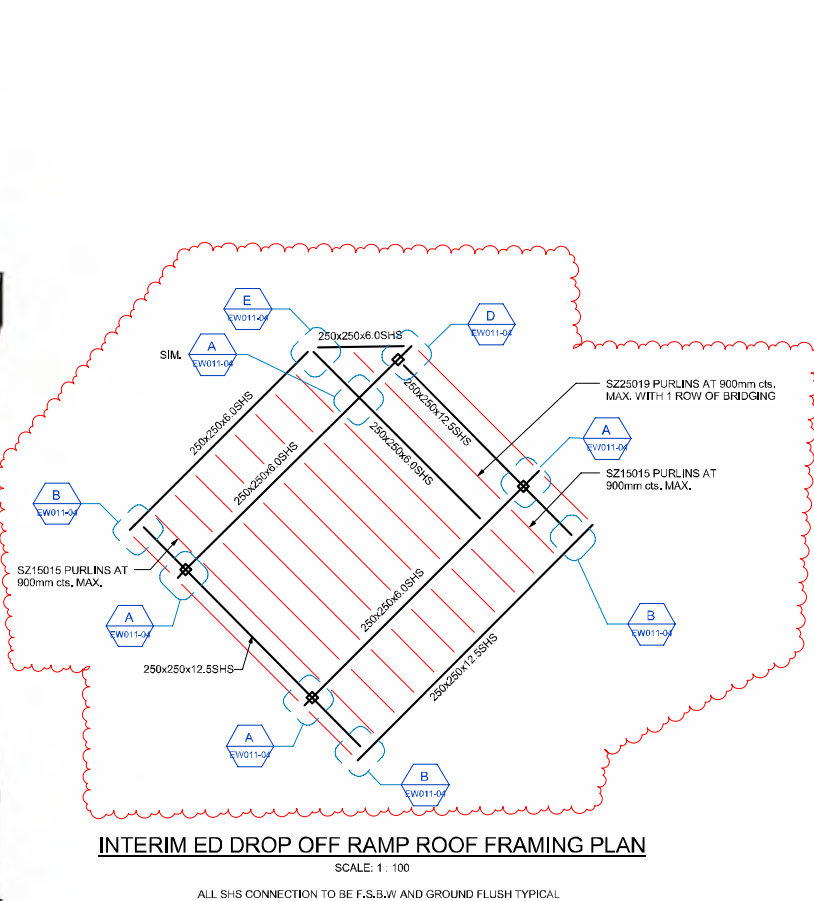 E
EW011-04
D
EW011-04
250x250x6.0SHS
SIM.
A
EW011-04
SZ25019 PURLINS AT 900mm cts.
MAX. WITH 1 ROW OF BRIDGING
250x250x12.5SHS
250x250x6.0SHS
250x250x6.0SHS
250x250x6.0SHS
A
EW011-04
SZ15015 PURLINS AT
900mm cts. MAX.
B
EW011-04
SZ15015 PURLINS AT
900mm cts. MAX.
A
EW011-04
250x250x6.0SHS
B
EW011-04
250x250x12.5SHS
250x250x12.5SHS
A
EW011-04
B
EW011-04
INTERIM ED DROP OFF RAMP ROOF FRAMING PLAN
SCALE: 1 : 100
ALL SHS CONNECTION TO BE F.S.B.W AND GROUND FLUSH TYPICAL